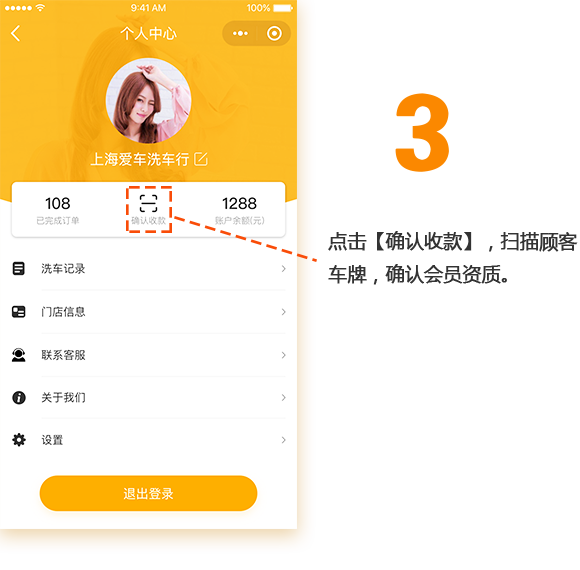 9:41 AM
100%
个人中心
上海爱车洗车行
108
1288
已完成订单
确认收款
账户余额(元)
洗车记录
门店信息
联系客服
关于我们
设置
退出登录
3
点击【确认收款】，扫描顾客
车牌，确认会员资质。